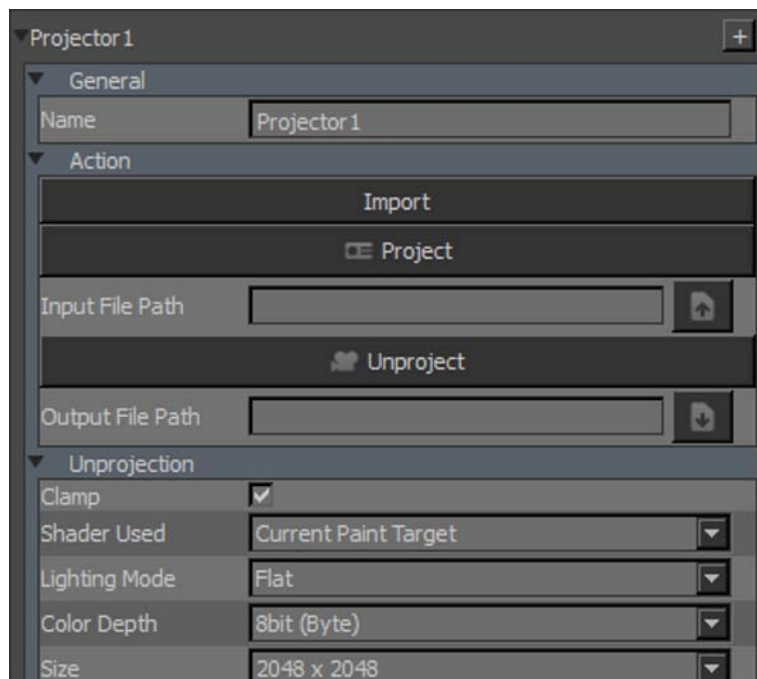 Projector1 +
General
Name Projector1
Action
Import
Project
Input File Path
Unproject
Output File Path
Unprojection
Clamp
Shader Used Current Paint Target
Lighting Mode Flat
Color Depth 8bit (Byte)
Size 2048 x 2048